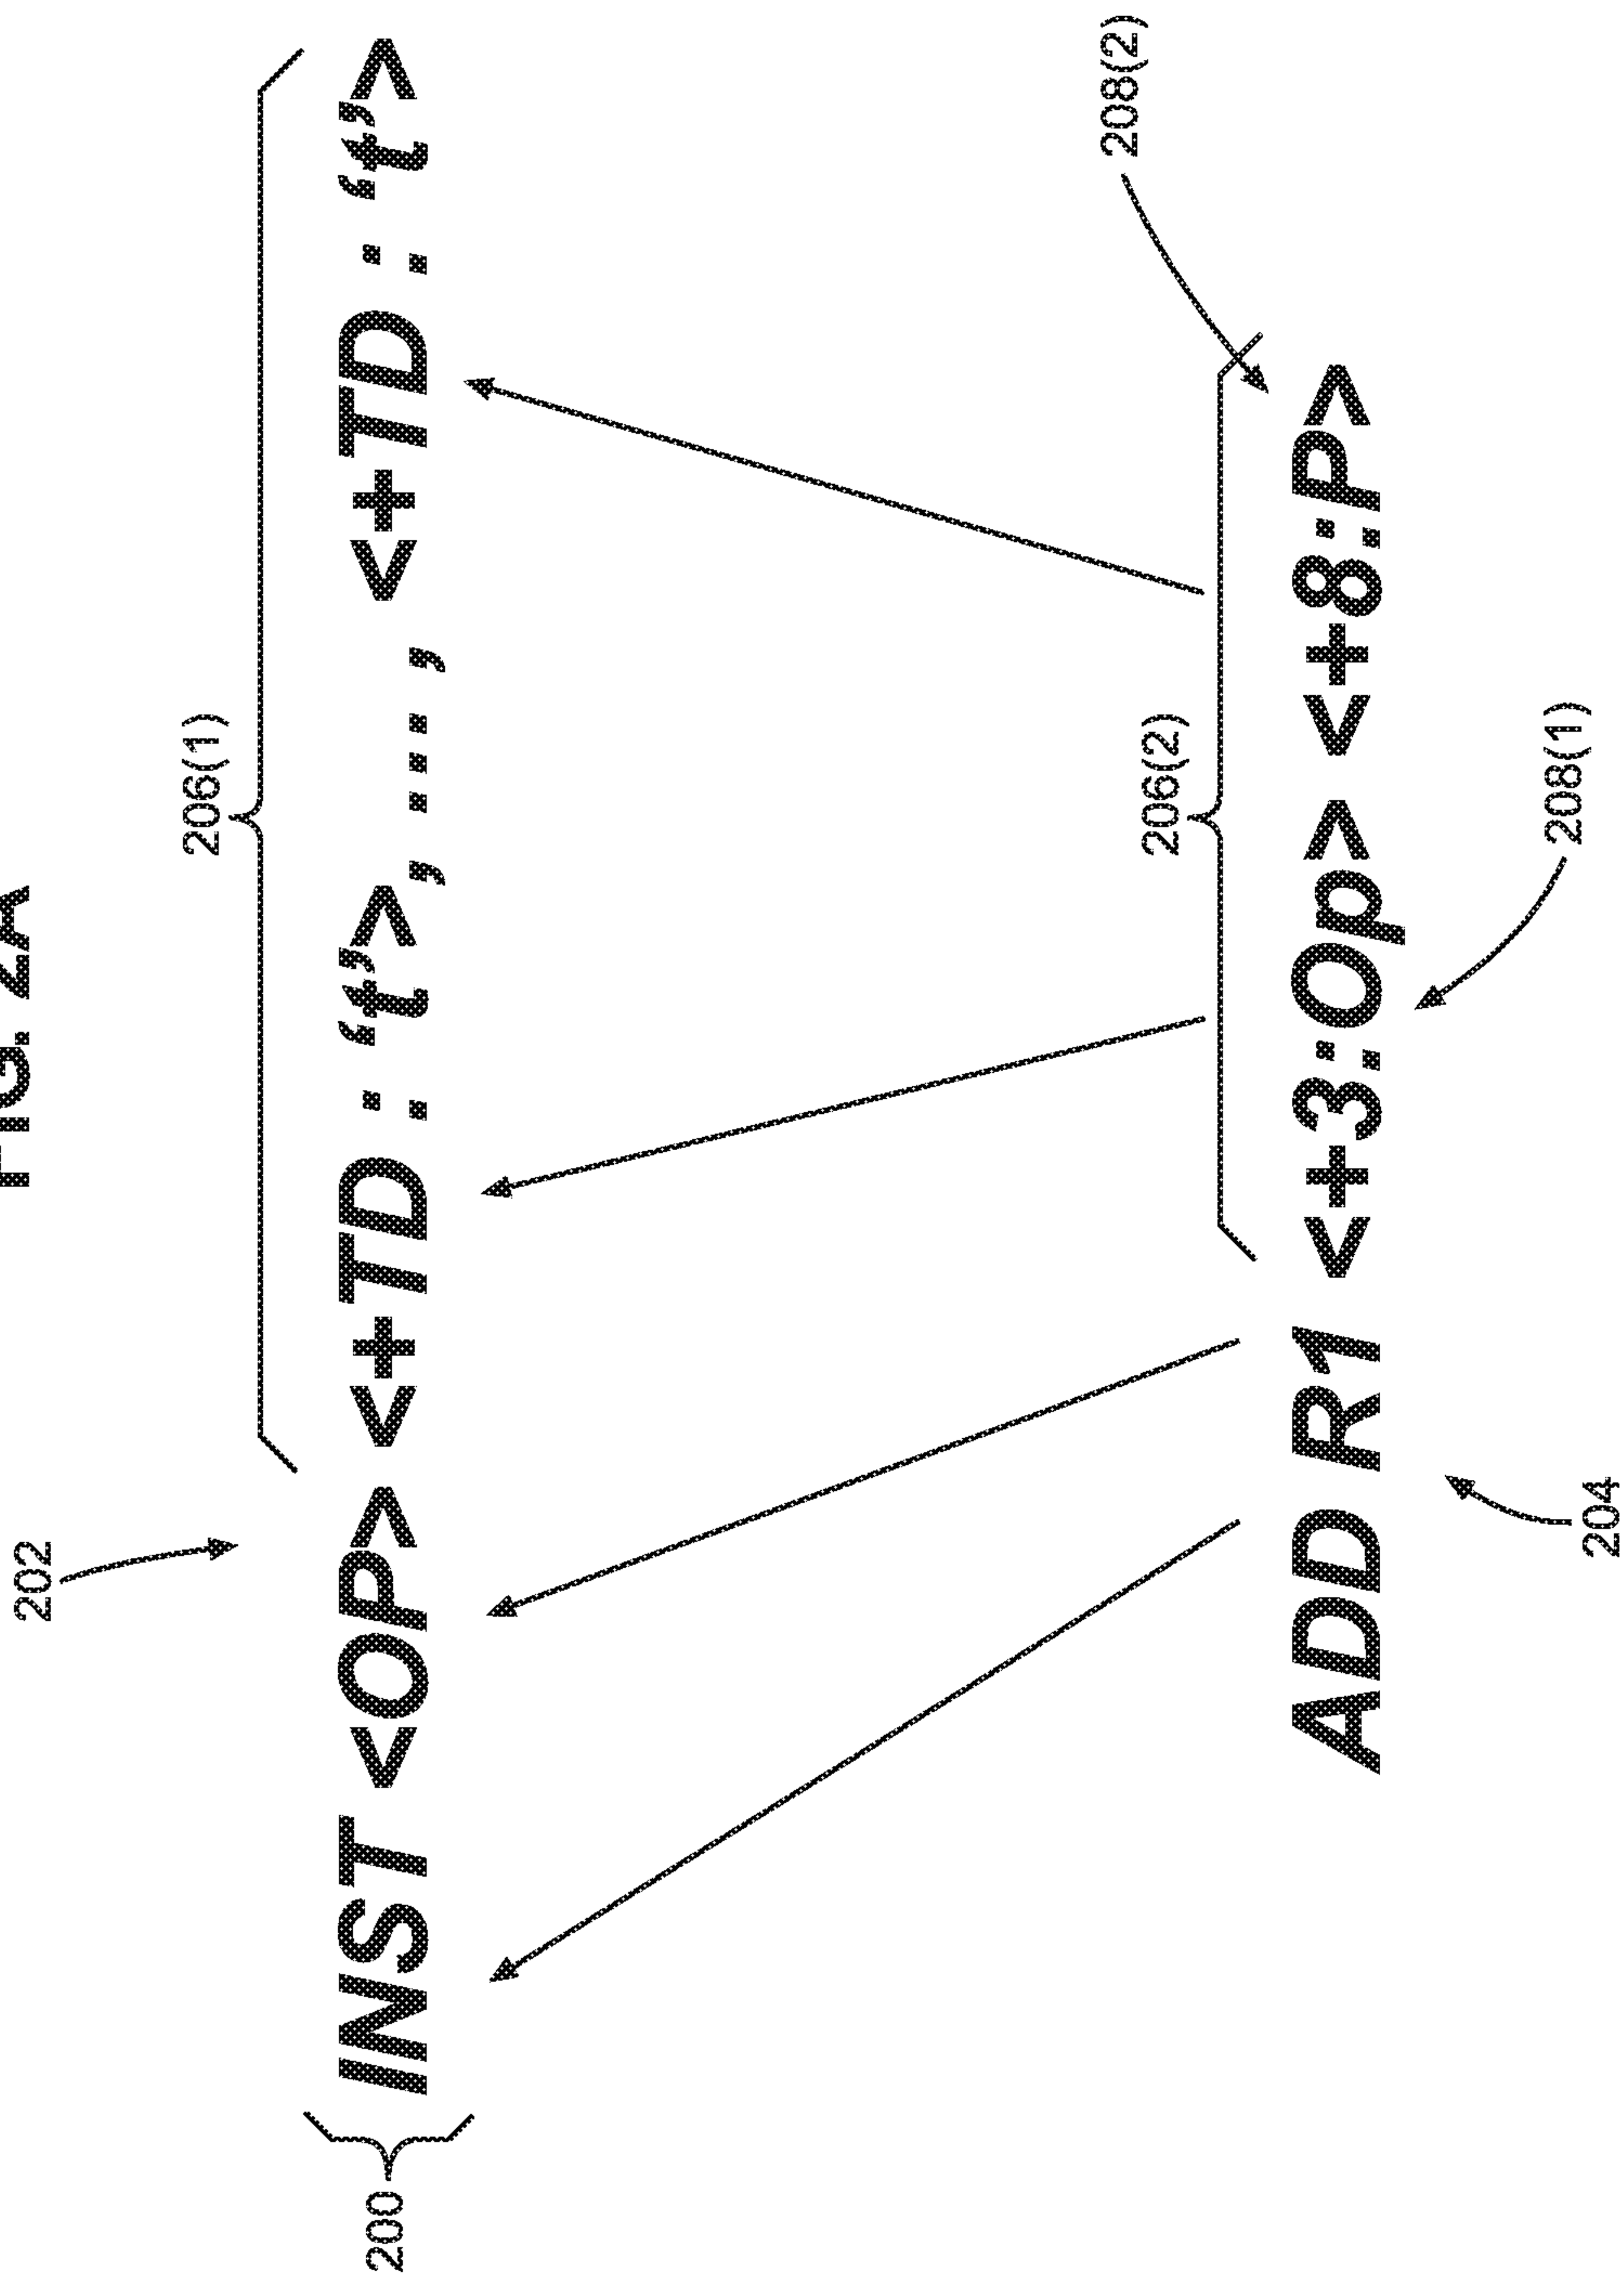 FIG. 2A
202
206(1)
200 INST <OP> <+TD : “t”>, ..., <+TD : “t”>
208(2)
206(2)
ADD R1 <+3:Op> <+8:P>
208(1)
204